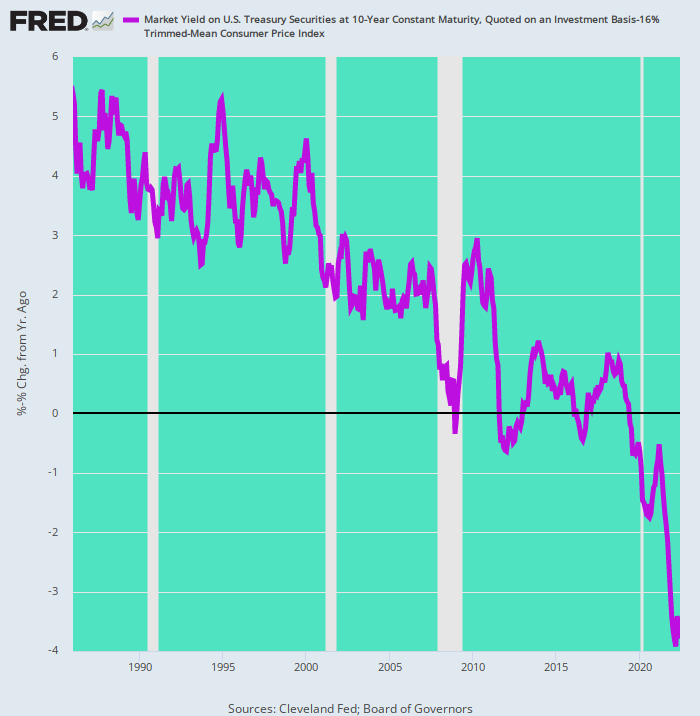 FRED
Market Yield on U.S. Treasury Securities at 10-Year Constant Maturity, Quoted on an Investment Basis-16%
Trimmed-Mean Consumer Price Index
6
5
4
3
2
1
0
-1
-2
-3
-4
%-% Chg. from Yr. Ago
1990 1995 2000 2005 2010 2015 2020
Sources: Cleveland Fed; Board of Governors